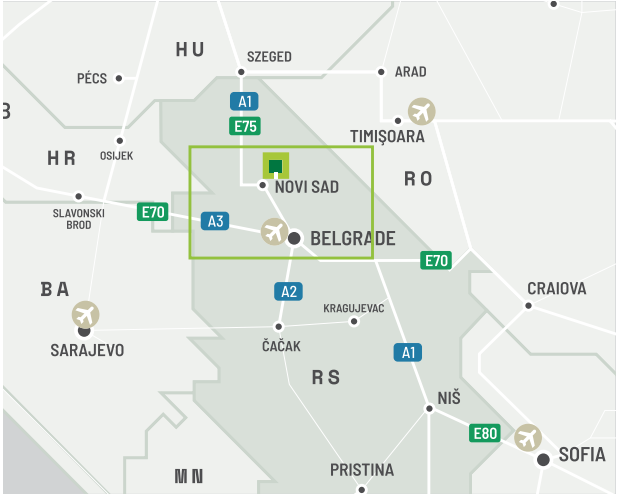 HU
SZEGED
PÉCS
ARAD
A1
E75
TIMIȘOARA
B
HR
OSIJEK
RO
NOVI SAD
SLAVONSKI
BROD
E70
A3
BELGRADE
E70
BA
A2
CRAIOVA
KRAGUJEVAC
SARAJEVO
ČAČAK
A1
RS
NIŠ
E80
SOFIA
PRISTINA
MN